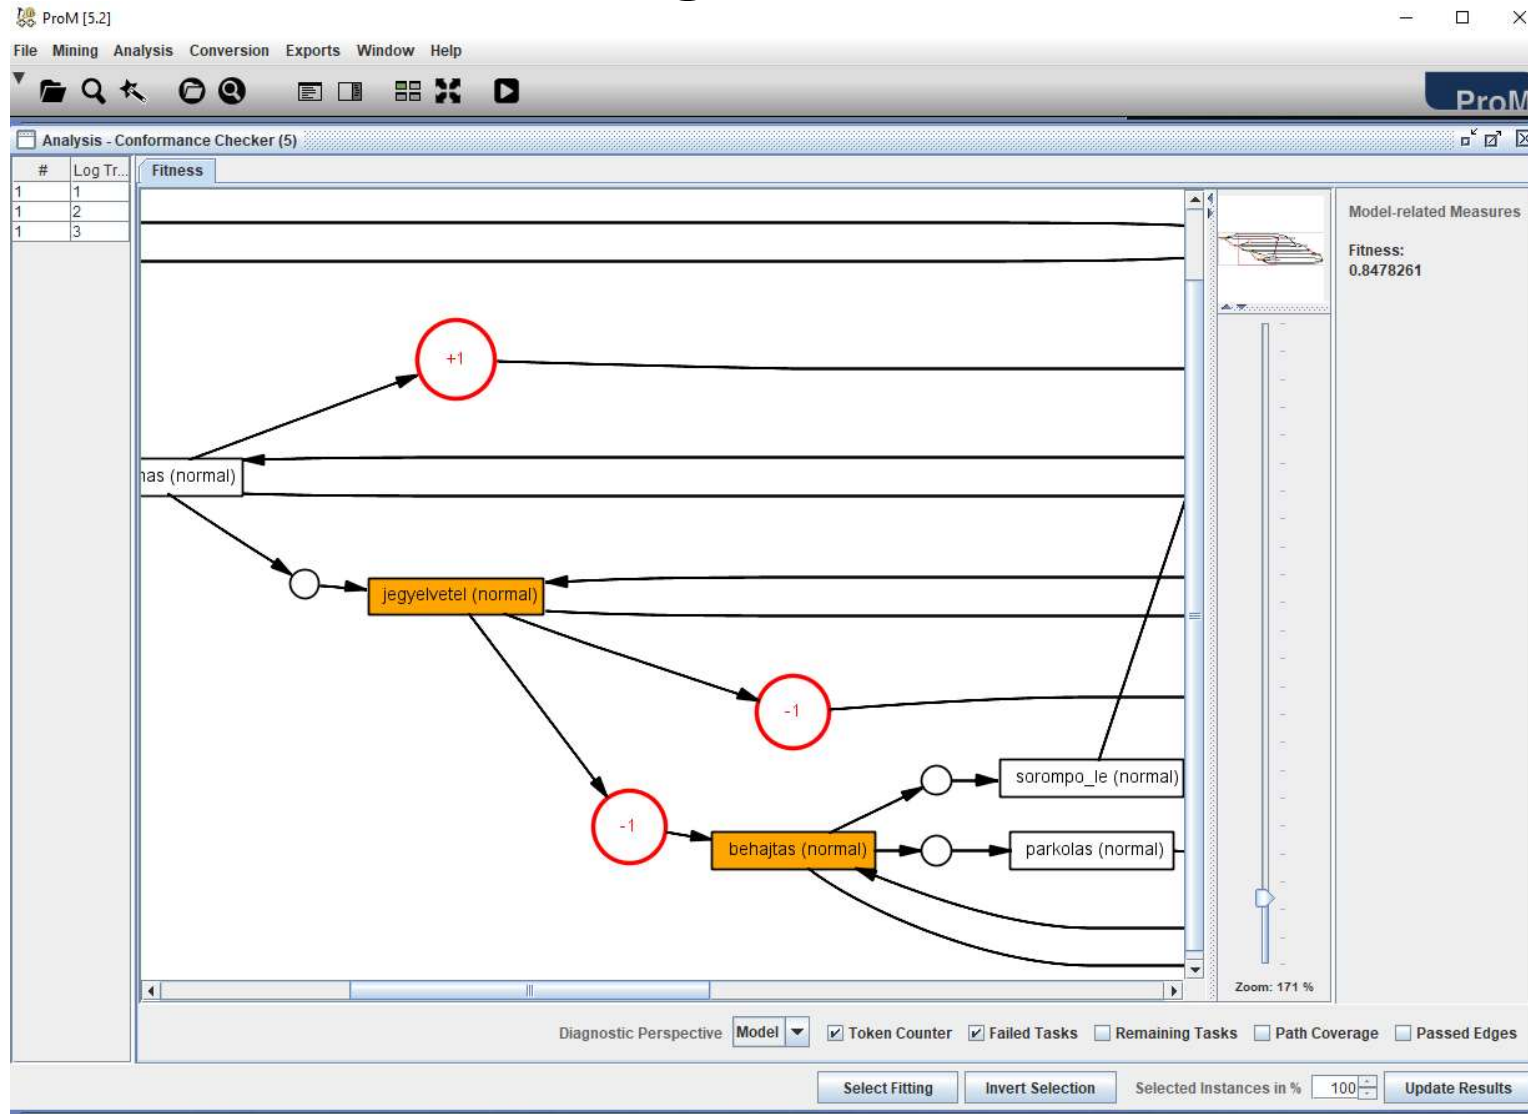 ProM [5.2]
File Mining Analysis Conversion Exports Window Help
ProM
Analysis - Conformance Checker (5)
# Log Tr...
1 1
1 2
1 3
Fitness
+1
nas (normal)
jegyelvetel (normal)
-1
-1
sorompo_le (normal)
behajtas (normal)
parkolas (normal)
Model-related Measures
Fitness:
0.8478261
Zoom: 171 %
Diagnostic Perspective Model Token Counter Failed Tasks Remaining Tasks Path Coverage Passed Edges
Select Fitting Invert Selection Selected Instances in % 100 Update Results